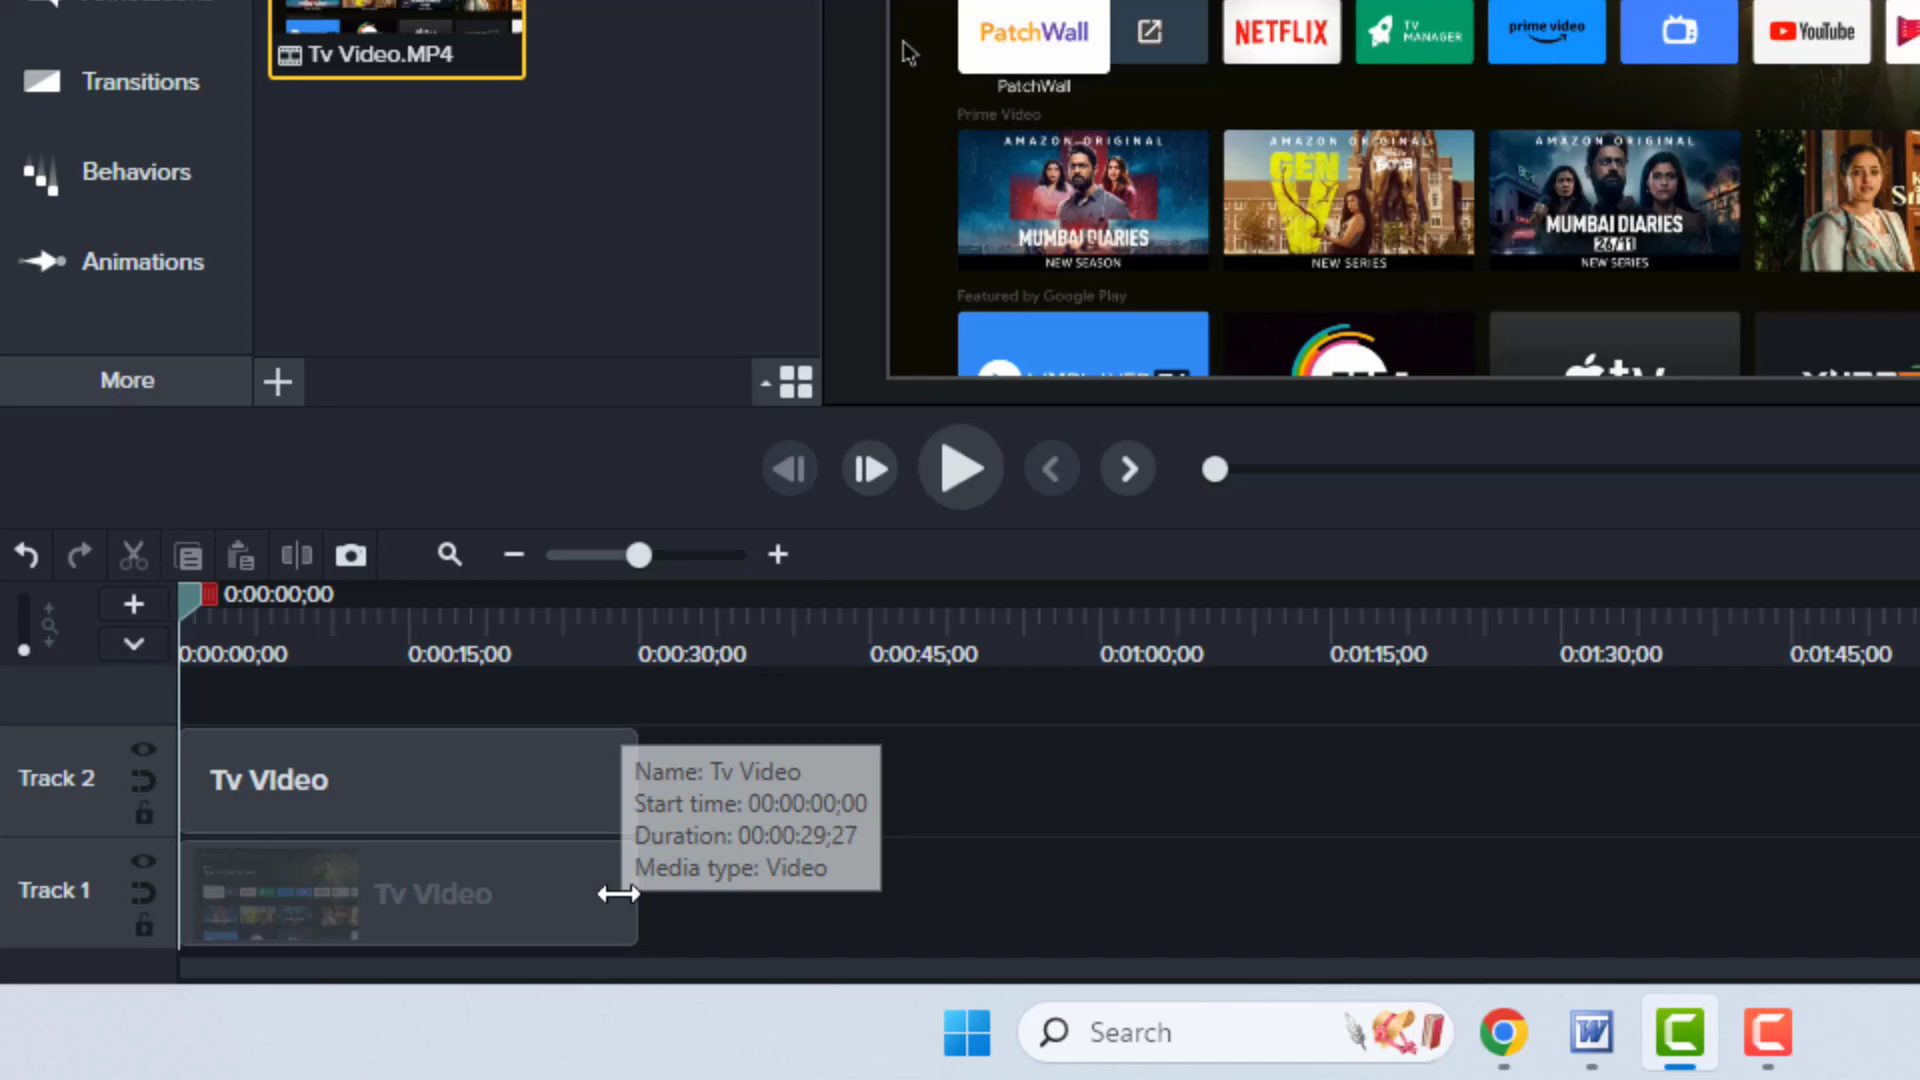 Tv Video.MP4
Transitions
Behaviors
Animations
More
PatchWall
NETFLIX
TV MANAGER
prime video
YouTube
PatchWall
Prime Video
AMAZON ORIGINAL
MUMBAI DIARIES
NEW SEASON
AMAZON ORIGINAL
GEN V
NEW SERIES
AMAZON ORIGINAL
MUMBAI DIARIES
26/11
NEW SERIES
Featured by Google Play
tv
0:00:00;00
0:00:00;00
0:00:15;00
0:00:30;00
0:00:45;00
0:01:00;00
0:01:15;00
0:01:30;00
0:01:45;00
Track 2
Tv VIdeo
Name: Tv Video
Start time: 00:00:00;00
Duration: 00:00:29;27
Media type: Video
Track 1
Tv VIdeo
Search